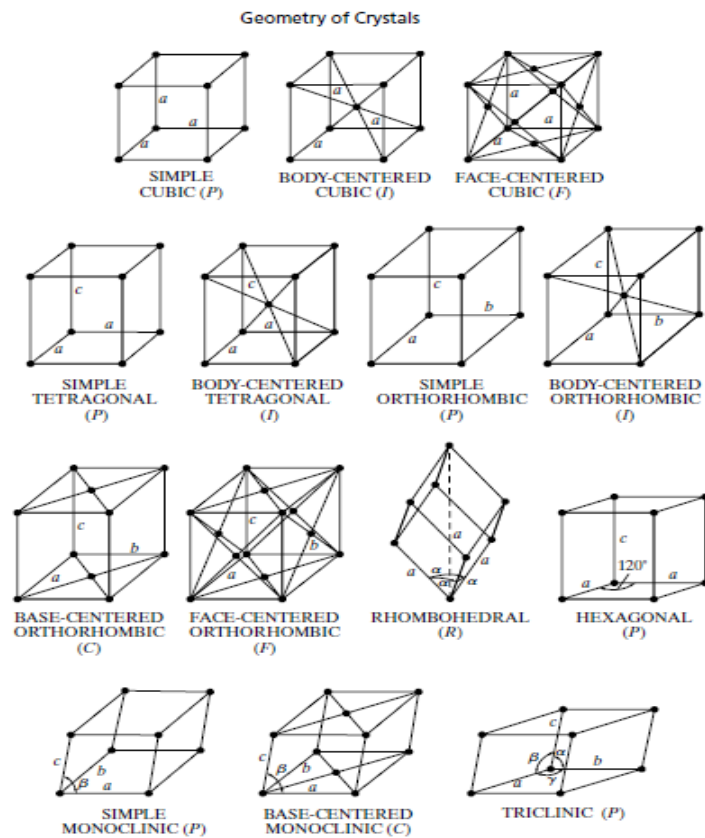 Geometry of Crystals
a a a
SIMPLE
CUBIC (P)
a a a
BODY-CENTERED
CUBIC (I)
a a a
FACE-CENTERED
CUBIC (F)
c a a
SIMPLE
TETRAGONAL
(P)
c a a
BODY-CENTERED
TETRAGONAL
(I)
c b a
SIMPLE
ORTHORHOMBIC
(P)
c b a
BODY-CENTERED
ORTHORHOMBIC
(I)
c b a
BASE-CENTERED
ORTHORHOMBIC
(C)
c b a
FACE-CENTERED
ORTHORHOMBIC
(F)
a a a α α α
RHOMBOHEDRAL
(R)
c 120° a a
HEXAGONAL
(P)
c b β a
SIMPLE
MONOCLINIC (P)
c b β a
BASE-CENTERED
MONOCLINIC (C)
c β α b a γ
TRICLINIC (P)